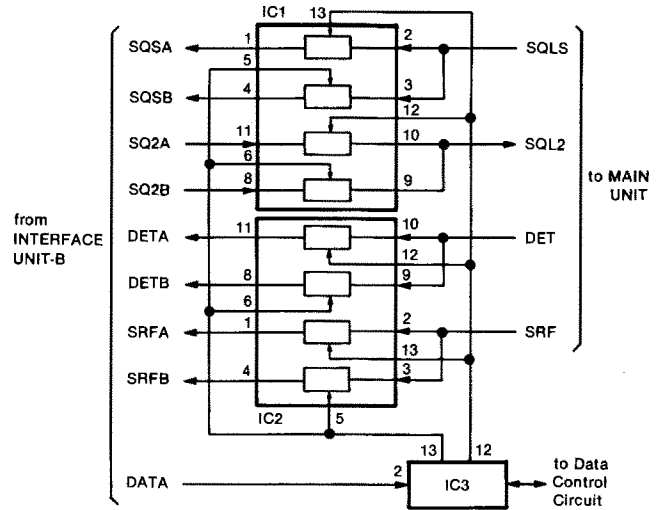 IC1 13
SQSA 1 2 SQLS
5
SQSB 4 3
12
SQ2A 11 10 SQL2
6
SQ2B 8 9
to MAIN
UNIT
from
INTERFACE
UNIT-B
DETA 11 10 DET
12
DETB 8 9
6
SRFA 1 2 SRF
13
SRFB 4 3
IC2 5
13 12
DATA 2 IC3
to Data
Control
Circuit